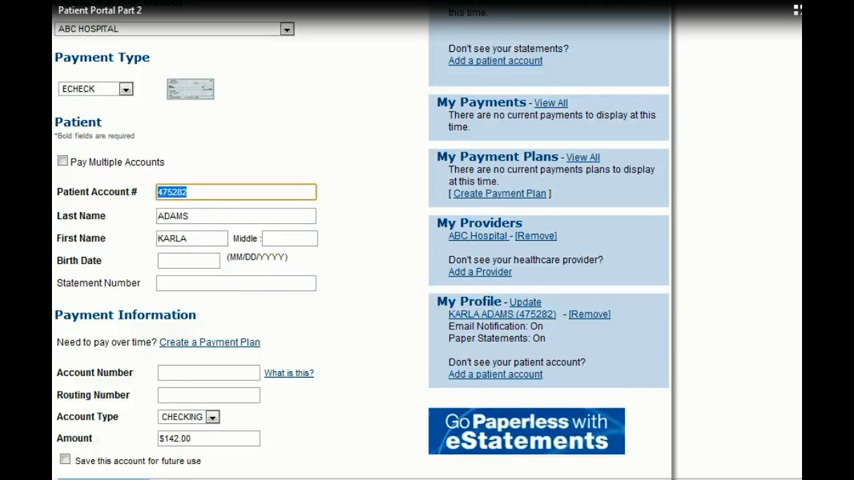 Patient Portal Part 2
ABC HOSPITAL
Payment Type
ECHECK
Patient
*Bold fields are required
Pay Multiple Accounts
Patient Account #
475282
Last Name
ADAMS
First Name
KARLA
Middle :
Birth Date
(MM/DD/YYYY)
Statement Number
Payment Information
Need to pay over time? Create a Payment Plan
Account Number
What is this?
Routing Number
Account Type
CHECKING
Amount
$142.00
Save this account for future use
this time.
Don't see your statements?
Add a patient account
My Payments - View All
There are no current payments to display at this
time.
My Payment Plans - View All
There are no current payments plans to display
at this time.
[ Create Payment Plan ]
My Providers
ABC Hospital - [Remove]
Don't see your healthcare provider?
Add a Provider
My Profile - Update
KARLA ADAMS (475282) - [Remove]
Email Notification: On
Paper Statements: On
Don't see your patient account?
Add a patient account
Go Paperless with
eStatements